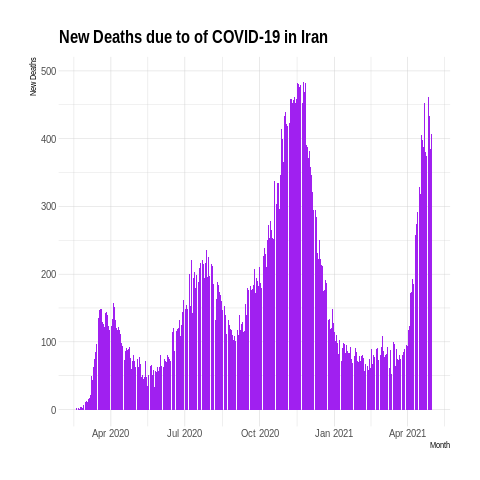 New Deaths due to of COVID-19 in Iran
New Deaths
500
400
300
200
100
0
Apr 2020 Jul 2020 Oct 2020 Jan 2021 Apr 2021
Month